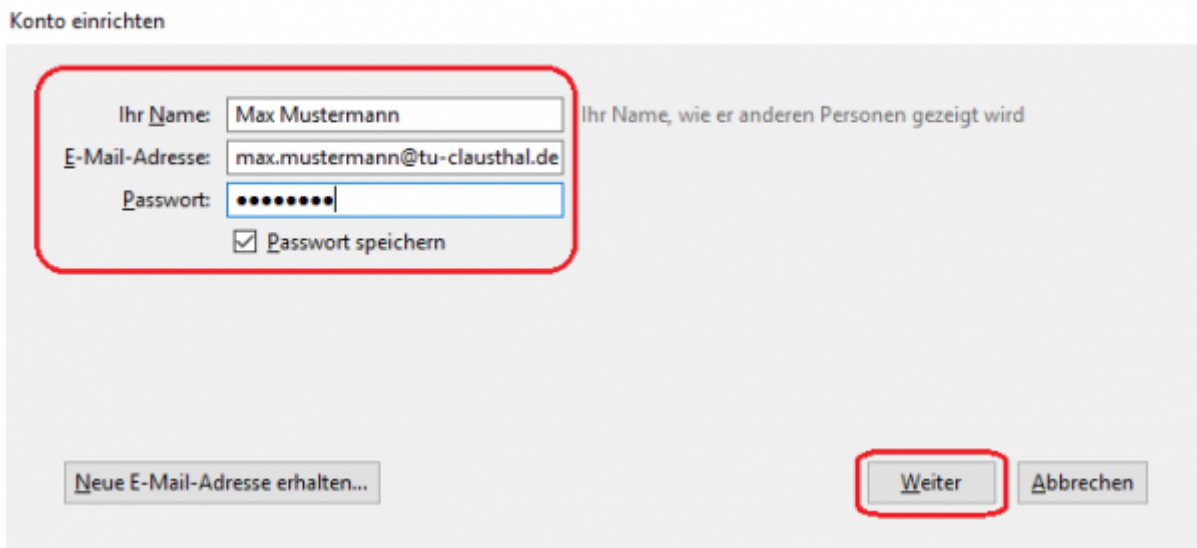 Konto einrichten
Ihr Name: Max Mustermann Ihr Name, wie er anderen Personen gezeigt wird
E-Mail-Adresse: max.mustermann@tu-clausthal.de
Passwort: ●●●●●●●●
Passwort speichern
Neue E-Mail-Adresse erhalten... Weiter Abbrechen